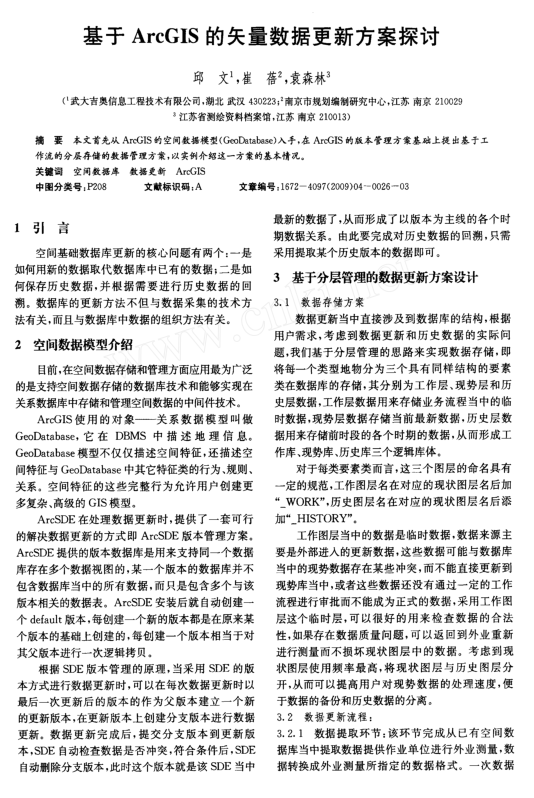 基于 ArcGIS 的矢量数据更新方案探讨
邱 文¹,崔 蓓²,袁森林³
(¹武大吉奥信息工程技术有限公司,湖北 武汉 430223;²南京市规划编制研究中心,江苏 南京 210029
³江苏省测绘资料档案馆,江苏 南京 210013)
摘 要 本文首先从 ArcGIS 的空间数据模型(GeoDatabase)入手,在 ArcGIS 的版本管理方案基础上提出基于工
作流的分层存储的数据管理方案,以实例介绍这一方案的基本情况。
关键词 空间数据库 数据更新 ArcGIS
中图分类号:P208 文献标识码:A 文章编号:1672-4097(2009)04-0026-03
1 引 言
空间基础数据库更新的核心问题有两个:一是
如何用新的数据取代数据库中已有的数据;二是如
何保存历史数据,并根据需要进行历史数据的回
溯。数据库的更新方法不但与数据采集的技术方
法有关,而且与数据库中数据的组织方法有关。
2 空间数据模型介绍
目前,在空间数据存储和管理方面应用最为广泛
的是支持空间数据存储的数据库技术和能够实现在
关系数据库中存储和管理空间数据的中间件技术。
ArcGIS 使用的对象——关系数据模型叫做
GeoDatabase,它在 DBMS 中描述地理信息。
GeoDatabase 模型不仅仅描述空间特征,还描述空
间特征与 GeoDatabase 中其它特征类的行为、规则、
关系。空间特征的这些完整行为允许用户创建更
多复杂、高级的 GIS 模型。
ArcSDE 在处理数据更新时,提供了一套可行
的解决数据更新的方式即 ArcSDE 版本管理方案。
ArcSDE 提供的版本数据库是用来支持同一个数据
库存在多个数据视图的,某一个版本的数据库并不
包含数据库当中的所有数据,而只是包含多个与该
版本相关的数据表。ArcSDE 安装后就自动创建一
个 default 版本,每创建一个新的版本都是在原来某
个版本的基础上创建的,每创建一个版本相当于对
其父版本进行一次逻辑拷贝。
根据 SDE 版本管理的原理,当采用 SDE 的版
本方式进行数据更新时,可以在每次数据更新时以
最后一次更新后的版本的作为父版本建立一个新
的更新版本,在更新版本上创建分支版本进行数据
更新。数据更新完成后,提交分支版本到更新版
本,SDE 自动检查数据是否冲突,符合条件后,SDE
自动删除分支版本,此时这个版本就是该 SDE 当中
最新的数据了,从而形成了以版本为主线的各个时
期数据关系。由此要完成对历史数据的回溯,只需
采用提取某个历史版本的数据即可。
3 基于分层管理的数据更新方案设计
3.1 数据存储方案
数据更新当中直接涉及到数据库的结构,根据
用户需求,考虑到数据更新和历史数据的实际问
题,我们基于分层管理的思路来实现数据存储,即
将每一个类型地物分为三个具有同样结构的要素
类在数据库的存储,其分别为工作层、现势层和历
史层数据,工作层数据用来存储业务流程当中的临
时数据,现势层数据存储当前最新数据,历史层数
据用来存储前时段的各个时期的数据,从而形成工
作库、现势库、历史库三个逻辑库体。
对于每类要素类而言,这三个图层的命名具有
一定的规范,工作图层名在对应的现状图层名后加
“_WORK”,历史图层名在对应的现状图层名后添
加“_HISTORY”。
工作图层当中的数据是临时数据,数据来源主
要是外部进入的更新数据,这些数据可能与数据库
当中的现势数据存在某些冲突,而不能直接更新到
现势库当中,或者这些数据还没有通过一定的工作
流程进行审批而不能成为正式的数据,采用工作图
层这个临时层,可以很好的用来检查数据的合法
性,如果存在数据质量问题,可以返回到外业重新
进行测量而不损坏现状图层中的数据。考虑到现
状图层使用频率最高,将现状图层与历史图层分
开,从而可以提高用户对现势数据的处理速度,便
于数据的备份和历史数据的分离。
3.2 数据更新流程:
3.2.1 数据提取环节:该环节完成从已有空间数
据库当中提取数据提供作业单位进行外业测量,数
据转换成外业测量所指定的数据格式。一次数据